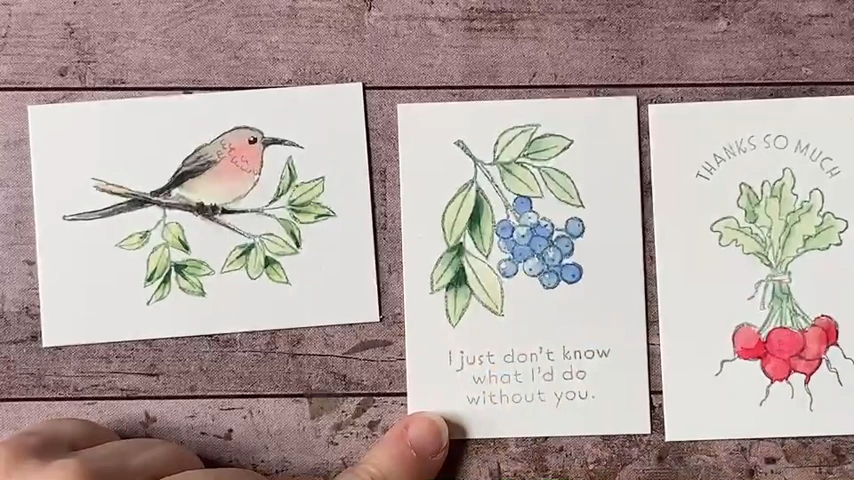 THANKS SO MUCH
I just don't know
what I'd do
without you.